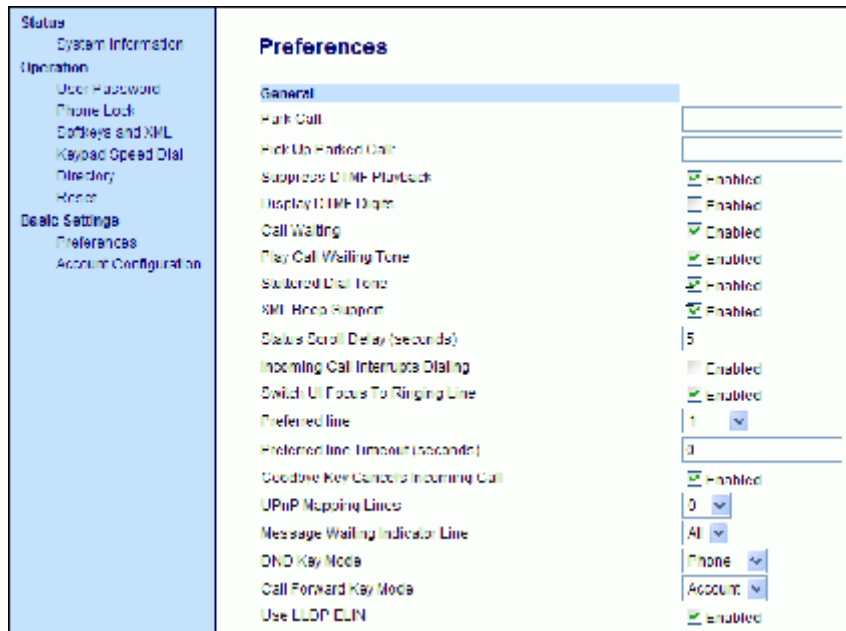 Status
System Information
Operation
User Password
Phone Lock
Softkeys and XML
Keypad Speed Dial
Directory
Reset
Basic Settings
Preferences
Account Configuration
Preferences
General
Park Call:
Pick Up Parked Call:
Suppress DTMF Playback Enabled
Display DTMF Digits Enabled
Call Waiting Enabled
Play Call Waiting Tone Enabled
Stuttered Dial Tone Enabled
XML Beep Support Enabled
Status Scroll Delay (seconds) 5
Incoming Call Interrupts Dialing Enabled
Switch UI Focus To Ringing Line Enabled
Preferred line 1
Preferred line Timeout (seconds) 0
Goodbye Key Cancels Incoming Call Enabled
UPnP Mapping Lines 0
Message Waiting Indicator Line All
DND Key Mode Phone
Call Forward Key Mode Account
Use LLDP ELIN Enabled